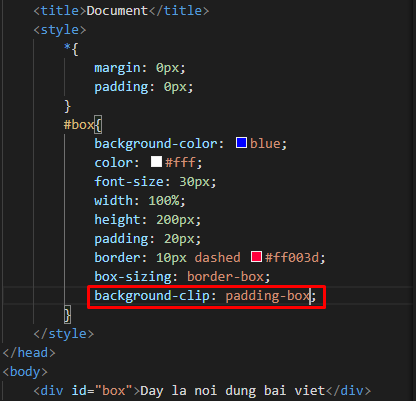 <title>Document</title>
<style>
*{
margin: 0px;
padding: 0px;
}
#box{
background-color: blue;
color: #fff;
font-size: 30px;
width: 100%;
height: 200px;
padding: 20px;
border: 10px dashed #ff003d;
box-sizing: border-box;
background-clip: padding-box;
}
</style>
</head>
<body>
<div id="box">Day la noi dung bai viet</div>